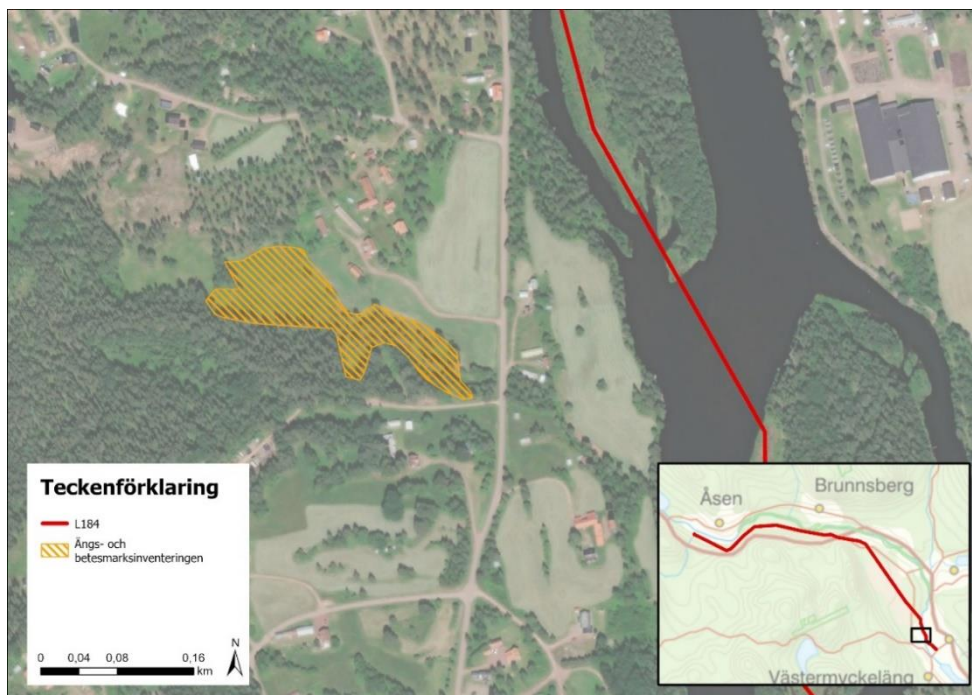 Teckenförklaring
L184
Ängs- och
betesmarksinventeringen
0 0,04 0,08 0,16
km
N
Åsen
Brunnsberg
Västermyckeläng